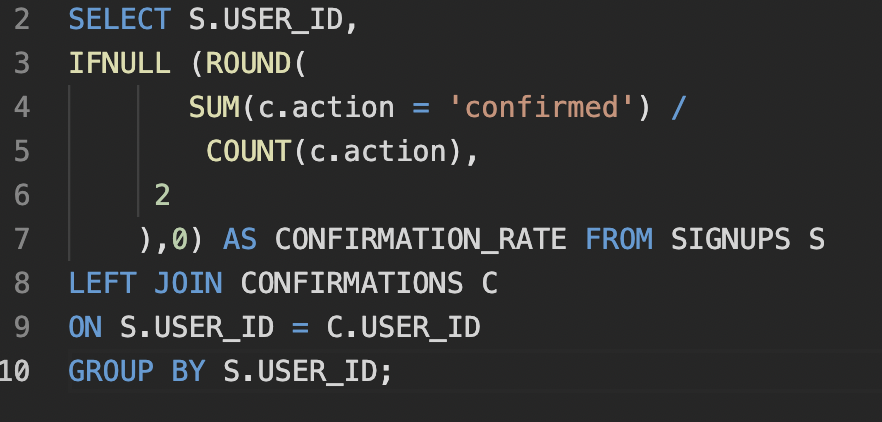 2 SELECT S.USER_ID,
3 IFNULL (ROUND(
4 SUM(c.action = 'confirmed') /
5 COUNT(c.action),
6 2
7 ),0) AS CONFIRMATION_RATE FROM SIGNUPS S
8 LEFT JOIN CONFIRMATIONS C
9 ON S.USER_ID = C.USER_ID
10 GROUP BY S.USER_ID;